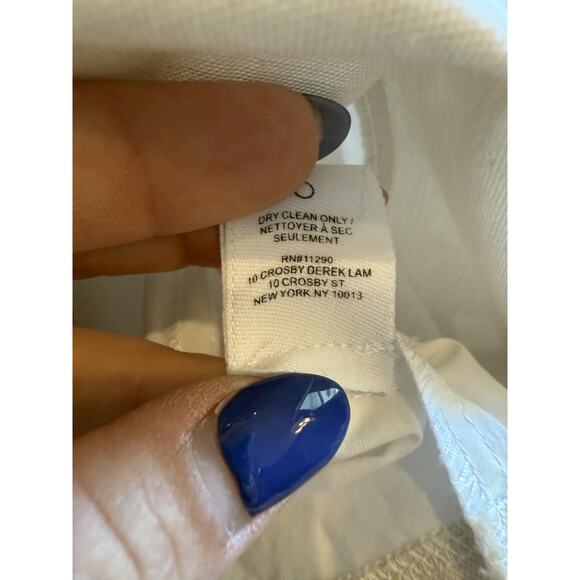 DRY CLEAN ONLY /
NETTOYER À SEC
SEULEMENT
RN#11290
10 CROSBY DEREK LAM
10 CROSBY ST.
NEW YORK NY 10013